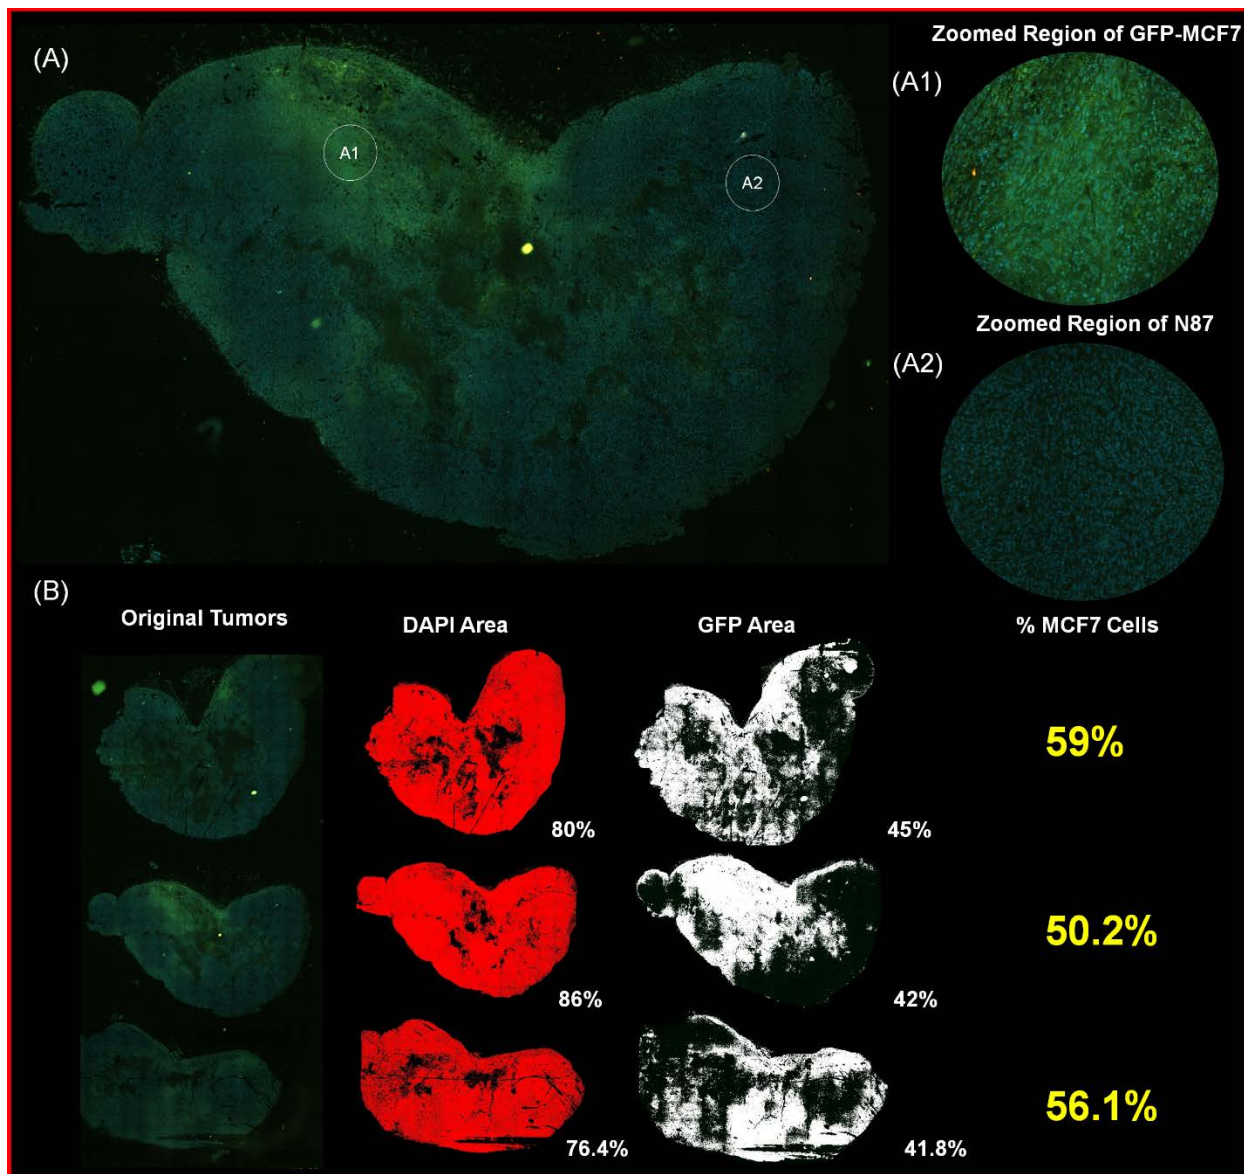 (A)
A1
A2
Zoomed Region of GFP-MCF7
(A1)
Zoomed Region of N87
(A2)
(B)
Original Tumors
DAPI Area
GFP Area
% MCF7 Cells
80%
45%
59%
86%
42%
50.2%
76.4%
41.8%
56.1%